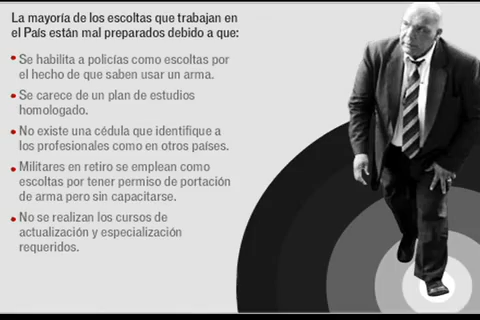 La mayoría de los escoltas que trabajan en
el País están mal preparados debido a que:
Se habilita a policías como escoltas por
el hecho de que saben usar un arma.
Se carece de un plan de estudios
homologado.
No existe una cédula que identifique a
los profesionales como en otros países.
Militares en retiro se emplean como
escoltas por tener permiso de portación
de arma pero sin capacitarse.
No se realizan los cursos de
actualización y especialización
requeridos.